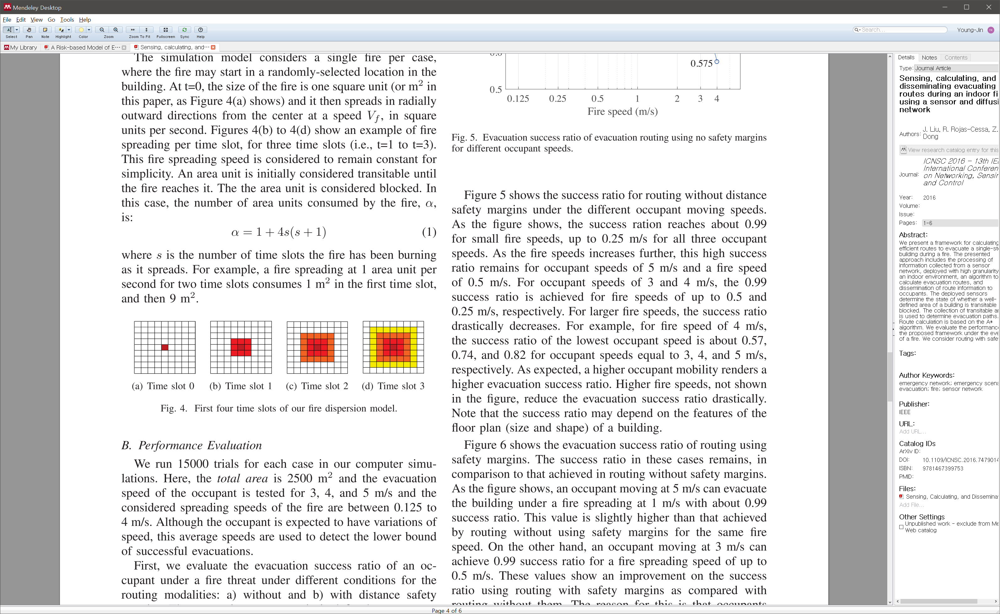 Mendeley Desktop
File Edit View Go Tools Help
Select Pan Note Highlight Color Zoom Zoom To Fit Fullscreen Sync Help
Search...
Young-Jin YK
My Library A Risk-based Model of E··· Sensing, calculating, and···
The simulation model considers a single fire per case,
where the fire may start in a randomly-selected location in the
building. At t=0, the size of the fire is one square unit (or m² in
this paper, as Figure 4(a) shows) and it then spreads in radially
outward directions from the center at a speed V_f, in square
units per second. Figures 4(b) to 4(d) show an example of fire
spreading per time slot, for three time slots (i.e., t=1 to t=3).
This fire spreading speed is considered to remain constant for
simplicity. An area unit is initially considered transitable until
the fire reaches it. The the area unit is considered blocked. In
this case, the number of area units consumed by the fire, α,
is:
α = 1 + 4s(s + 1) (1)
where s is the number of time slots the fire has been burning
as it spreads. For example, a fire spreading at 1 area unit per
second for two time slots consumes 1 m² in the first time slot,
and then 9 m².
(a) Time slot 0 (b) Time slot 1 (c) Time slot 2 (d) Time slot 3
Fig. 4. First four time slots of our fire dispersion model.
B. Performance Evaluation
We run 15000 trials for each case in our computer simu-
lations. Here, the total area is 2500 m² and the evacuation
speed of the occupant is tested for 3, 4, and 5 m/s and the
considered spreading speeds of the fire are between 0.125 to
4 m/s. Although the occupant is expected to have variations of
speed, this average speeds are used to detect the lower bound
of successful evacuations.
First, we evaluate the evacuation success ratio of an oc-
cupant under a fire threat under different conditions for the
routing modalities: a) without and b) with distance safety
0.575
0.5
0.125 0.25 0.5 1 2 3 4
Fire speed (m/s)
Fig. 5. Evacuation success ratio of evacuation routing using no safety margins
for different occupant speeds.
Figure 5 shows the success ratio for routing without distance
safety margins under the different occupant moving speeds.
As the figure shows, the success ration reaches about 0.99
for small fire speeds, up to 0.25 m/s for all three occupant
speeds. As the fire speeds increases further, this high success
ratio remains for occupant speeds of 5 m/s and a fire speed
of 0.5 m/s. For occupant speeds of 3 and 4 m/s, the 0.99
success ratio is achieved for fire speeds of up to 0.5 and
0.25 m/s, respectively. For larger fire speeds, the success ratio
drastically decreases. For example, for fire speed of 4 m/s,
the success ratio of the lowest occupant speed is about 0.57,
0.74, and 0.82 for occupant speeds equal to 3, 4, and 5 m/s,
respectively. As expected, a higher occupant mobility renders a
higher evacuation success ratio. Higher fire speeds, not shown
in the figure, reduce the evacuation success ratio drastically.
Note that the success ratio may depend on the features of the
floor plan (size and shape) of a building.
Figure 6 shows the evacuation success ratio of routing using
safety margins. The success ratio in these cases remains, in
comparison to that achieved in routing without safety margins.
As the figure shows, an occupant moving at 5 m/s can evacuate
the building under a fire spreading at 1 m/s with about 0.99
success ratio. This value is slightly higher than that achieved
by routing without using safety margins for the same fire
speed. On the other hand, an occupant moving at 3 m/s can
achieve 0.99 success ratio for a fire spreading speed of up to
0.5 m/s. These values show an improvement on the success
ratio using routing with safety margins as compared with
routing without them. The reason for this is that occupants
Details Notes Contents
Type: Journal Article
Sensing, calculating, and
disseminating evacuating
routes during an indoor fi
using a sensor and diffusi
network
Authors: J. Liu, R. Rojas-Cessa, Z.
Dong
View research catalog entry for this
Journal: ICNSC 2016 - 13th IE
International Conferen
on Networking, Sensin
and Control
Year: 2016
Volume:
Issue:
Pages: 1-6
Abstract:
We present a framework for calculating
efficient routes to evacuate a single-st
building during a fire. The presented
approach includes the processing of
information collected from a sensor
network, deployed with high granularity
an indoor environment, an algorithm to
calculate evacuation routes, and
dissemination of route information to
occupants. The deployed sensors
determine the state of whether a well-
defined area of a building is transitable
blocked. The collection of transitable ar
is used to determine evacuation paths.
Route calculation is based on the A*
algorithm. We evaluate the performanc
the proposed framework under the eve
of a fire. We consider routing with safe
Tags:
Author Keywords:
emergency network; emergency scena
evacuation; fire; sensor network
Publisher:
IEEE
URL:
Add URL...
Catalog IDs
ArXiv ID:
DOI: 10.1109/ICNSC.2016.7479014
ISBN: 9781467399753
PMID:
Files:
Sensing, Calculating, and Dissemina
Add File...
Other Settings
Unpublished work - exclude from Me
Web catalog
Page 4 of 6